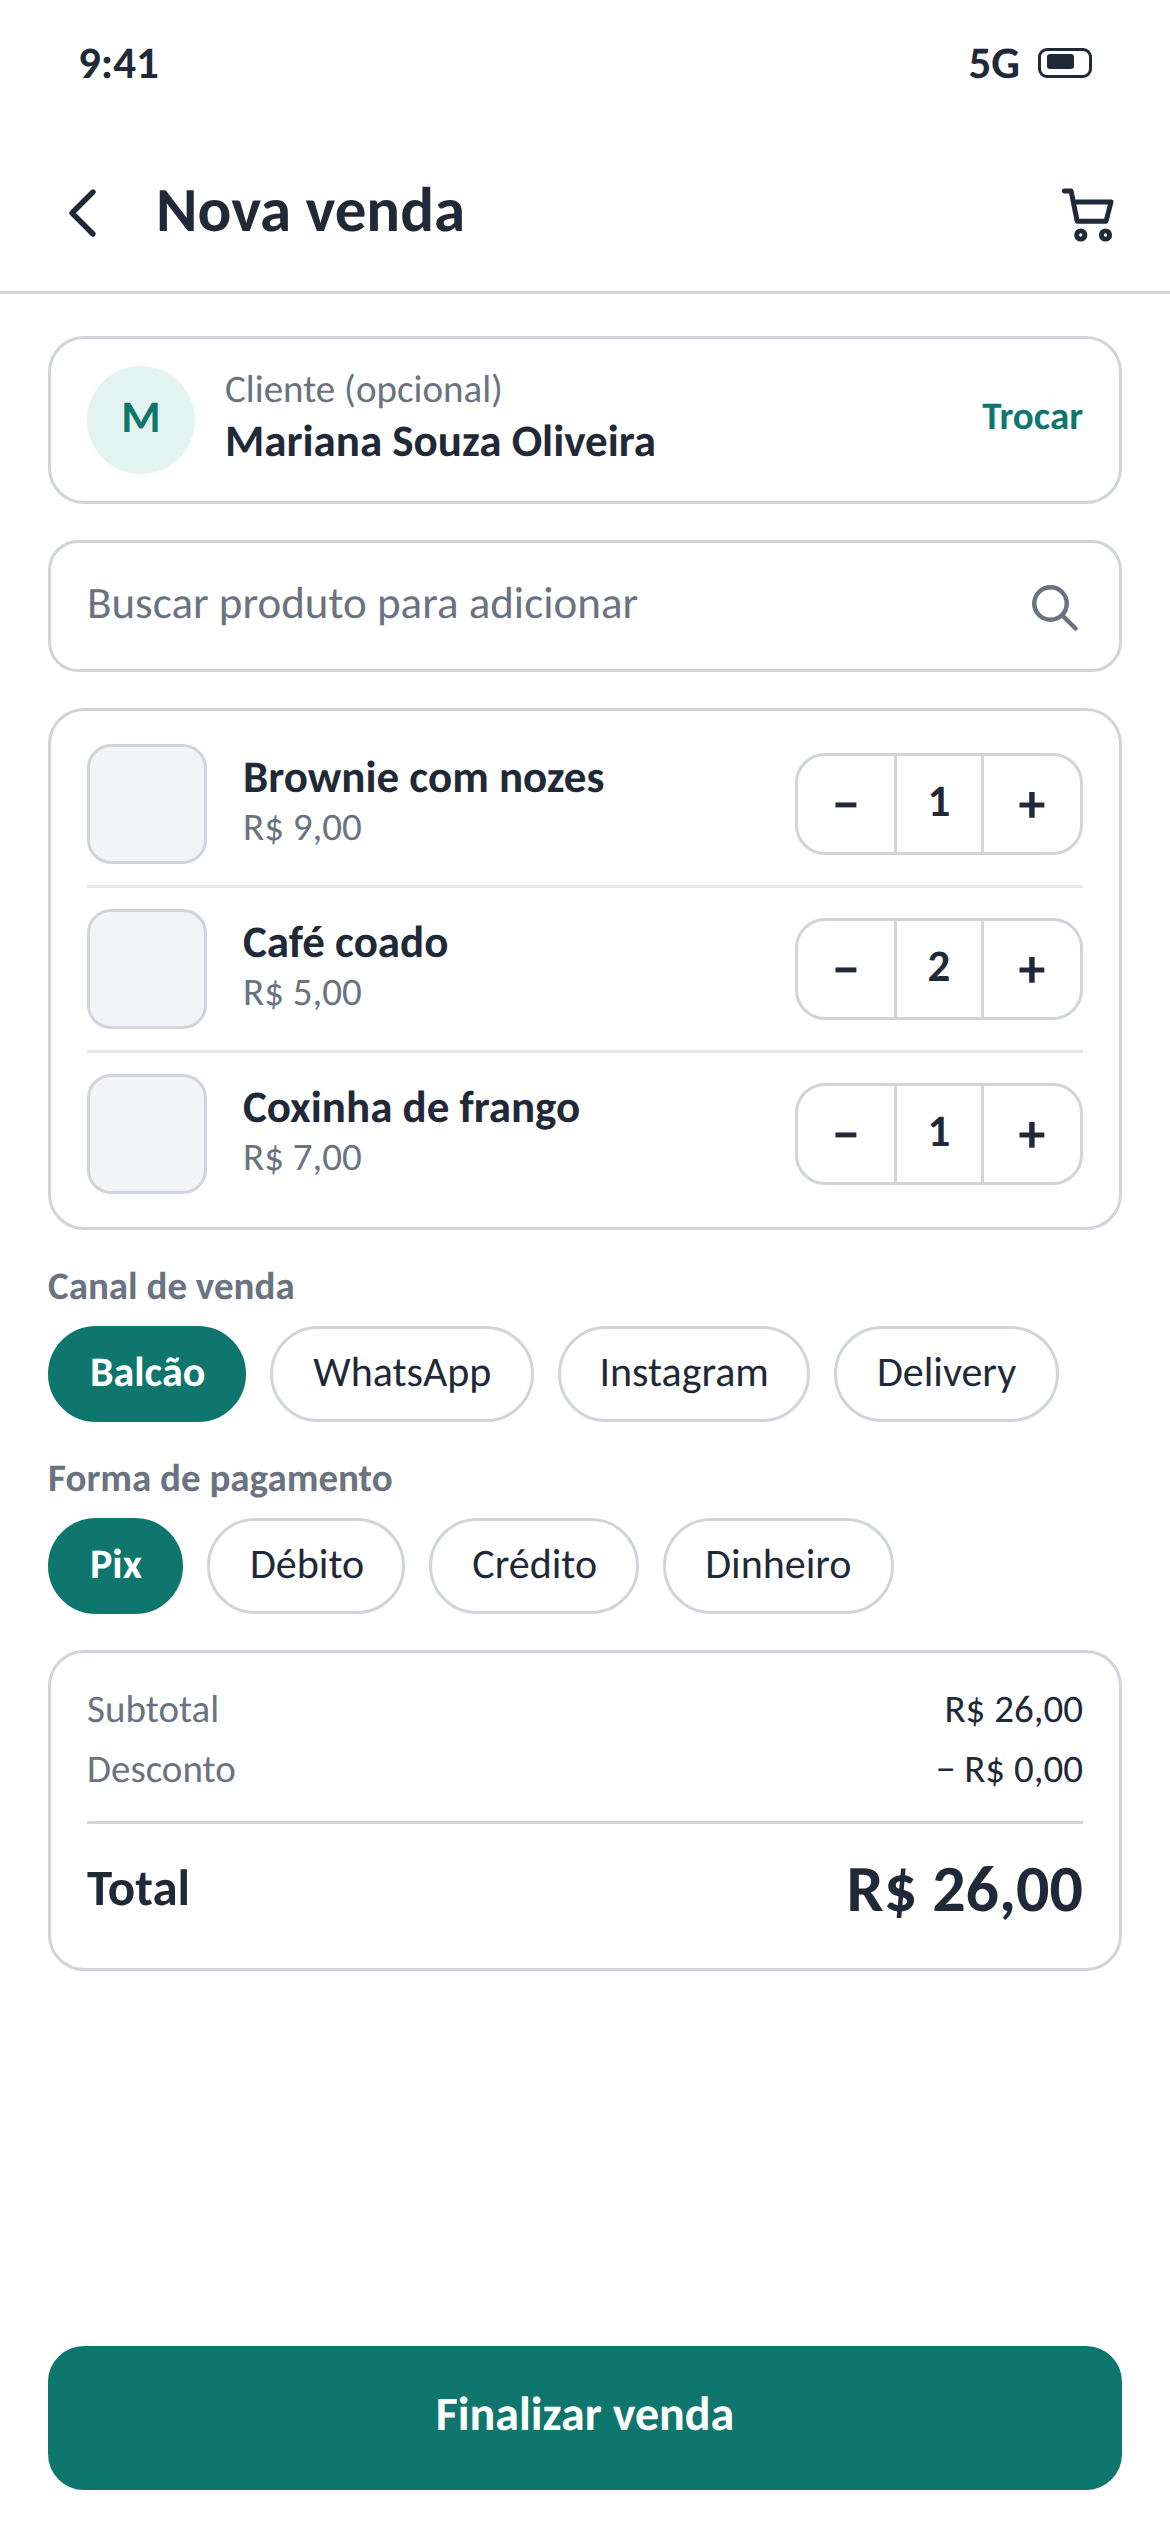 9:41 5G
Nova venda
M
Cliente (opcional)
Mariana Souza Oliveira
Trocar
Buscar produto para adicionar
Brownie com nozes
R$ 9,00
− 1 +
Café coado
R$ 5,00
− 2 +
Coxinha de frango
R$ 7,00
− 1 +
Canal de venda
Balcão WhatsApp Instagram Delivery
Forma de pagamento
Pix Débito Crédito Dinheiro
Subtotal R$ 26,00
Desconto − R$ 0,00
Total R$ 26,00
Finalizar venda